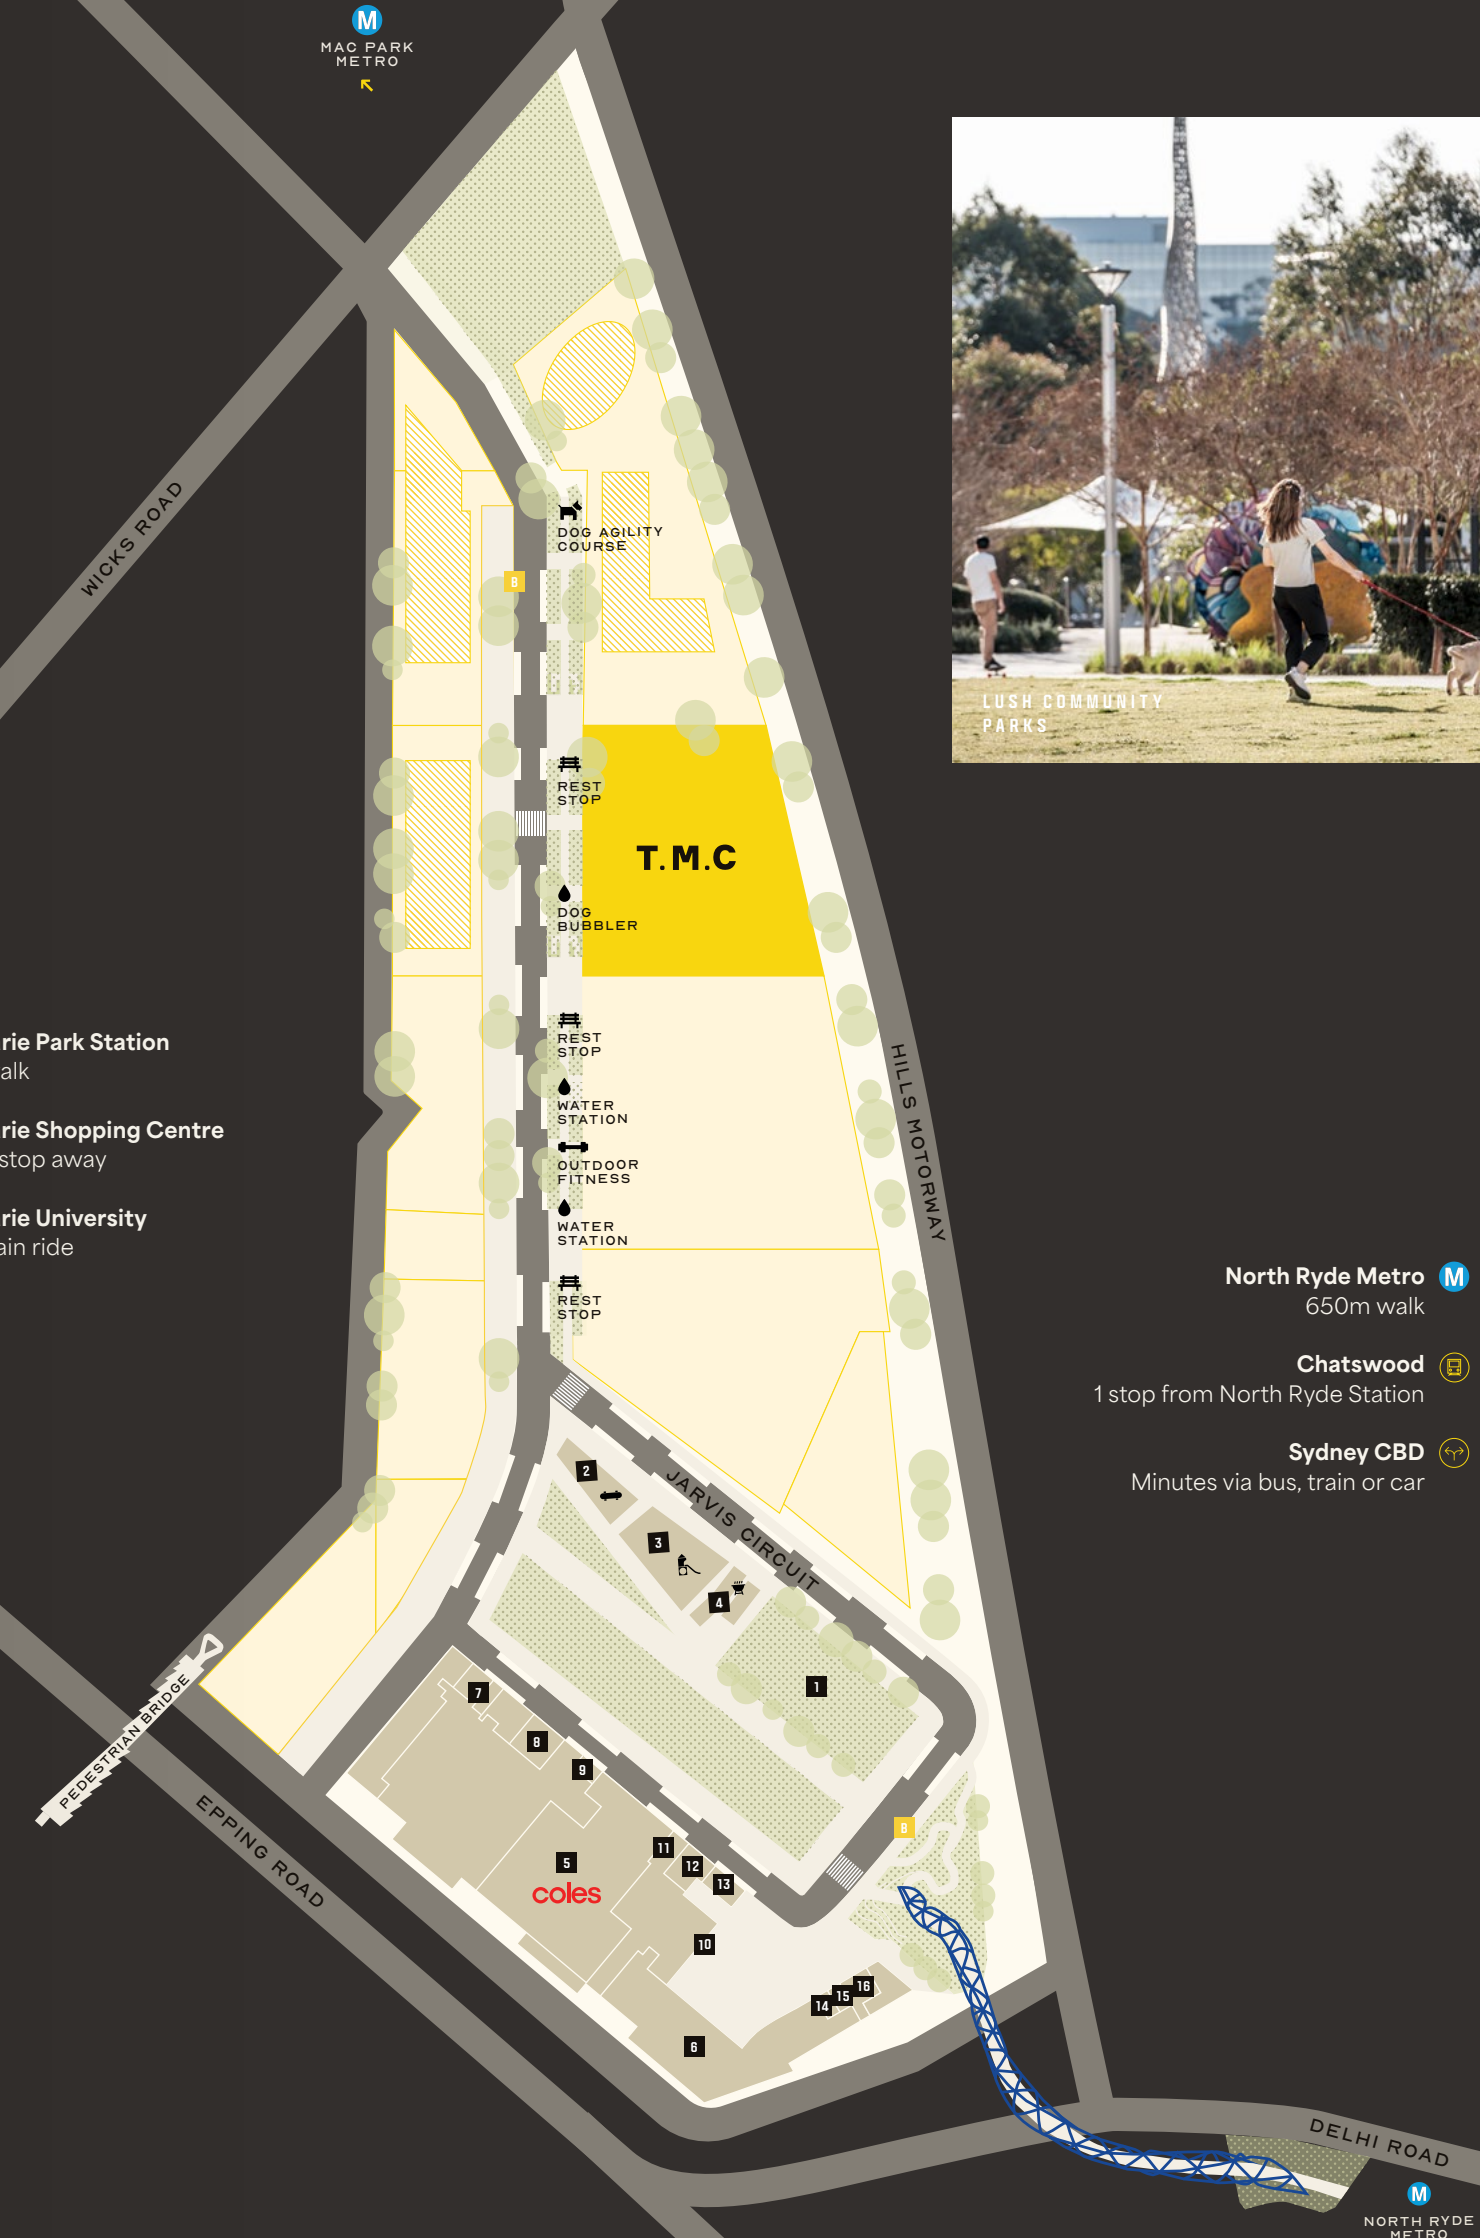 M
MAC PARK
METRO
WICKS ROAD
DOG AGILITY
COURSE
B
LUSH COMMUNITY
PARKS
REST
STOP
T.M.C
DOG
BUBBLER
rie Park Station
alk
rie Shopping Centre
stop away
rie University
ain ride
REST
STOP
WATER
STATION
OUTDOOR
FITNESS
WATER
STATION
REST
STOP
HILLS MOTORWAY
North Ryde Metro M
650m walk
Chatswood
1 stop from North Ryde Station
Sydney CBD
Minutes via bus, train or car
JARVIS CIRCUIT
2
3
4
1
PEDESTRIAN BRIDGE
EPPING ROAD
7
8
9
B
11
12
13
5
coles
10
16
15
14
6
DELHI ROAD
M
NORTH RYDE
METRO